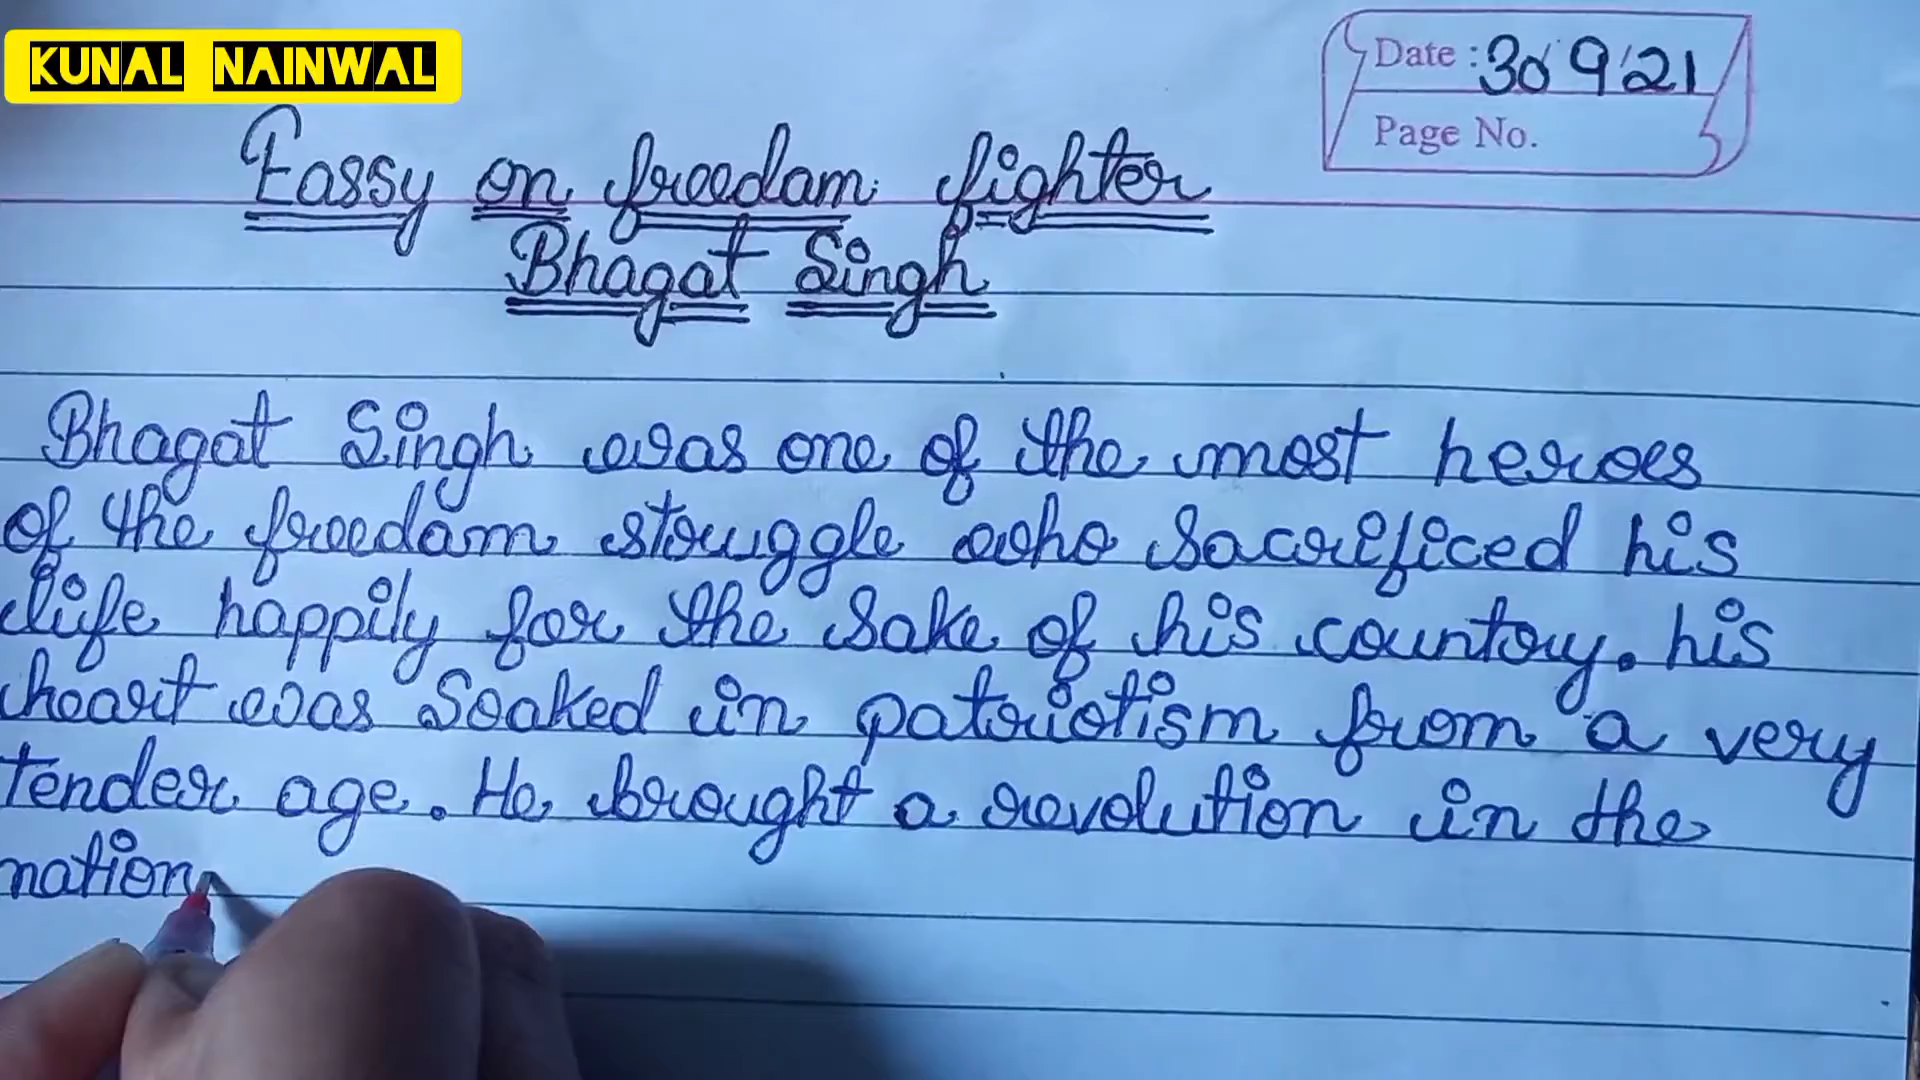 KUNAL NAINWAL
Date : 30 9 21
Page No.
Eassy on freedam fighter
Bhagat Singh
Bhagat Singh was one of the most heroes
of the freedam struggle who sacrificed his
life happily for the sake of his country. his
heart was soaked in patriotism from a very
tender age. He brought a revolution in the
nation